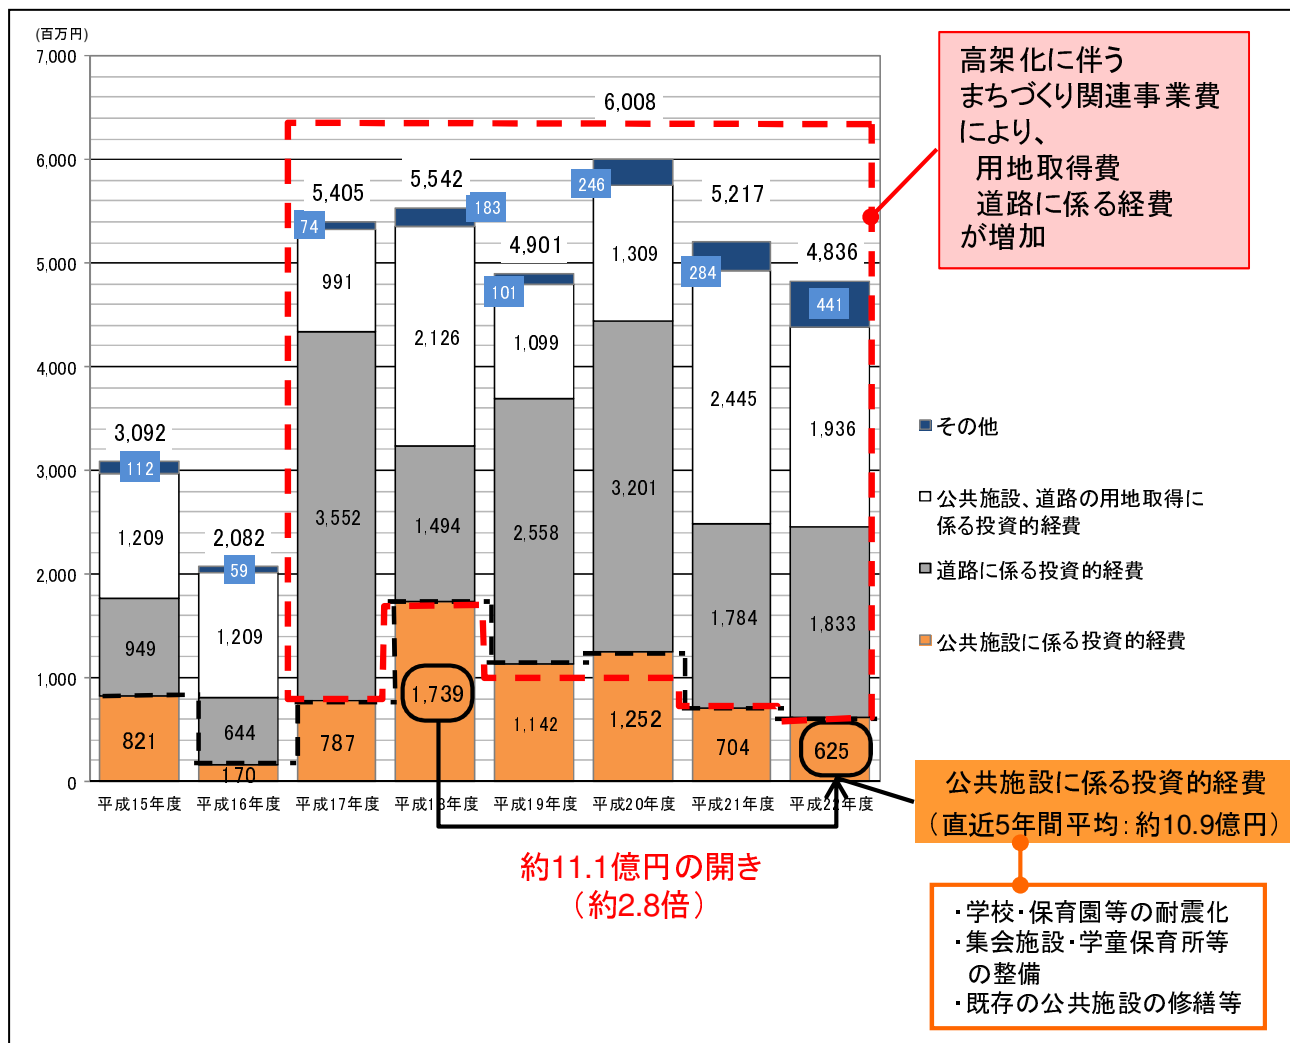 (百万円)
7,000
6,000
5,000
4,000
3,000
2,000
1,000
0
3,092
112
1,209
949
821
2,082
59
1,209
644
170
5,405
74
991
3,552
787
5,542
183
2,126
1,494
1,739
4,901
101
1,099
2,558
1,142
6,008
246
1,309
3,201
1,252
5,217
284
2,445
1,784
704
4,836
441
1,936
1,833
625
平成15年度
平成16年度
平成17年度
平成18年度
平成19年度
平成20年度
平成21年度
平成22年度
高架化に伴う
まちづくり関連事業費
により、
用地取得費
道路に係る経費
が増加
その他
公共施設、道路の用地取得に
係る投資的経費
道路に係る投資的経費
公共施設に係る投資的経費
約11.1億円の開き
（約2.8倍）
公共施設に係る投資的経費
（直近5年間平均：約10.9億円）
・学校・保育園等の耐震化
・集会施設・学童保育所等
の整備
・既存の公共施設の修繕等